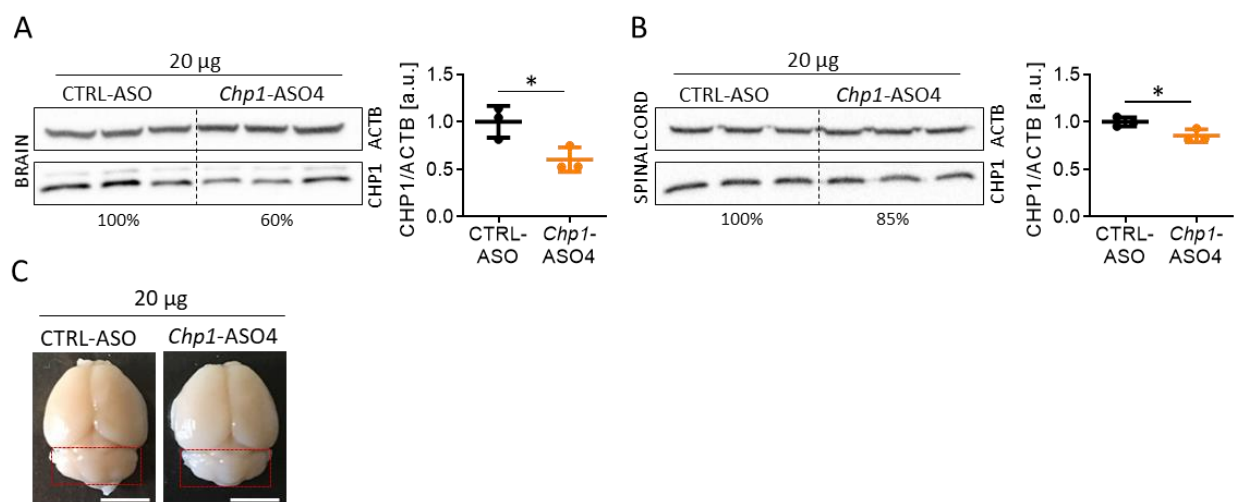 A
20 µg
CTRL-ASO Chp1-ASO4
BRAIN
ACTB
CHP1
100% 60%
CHP1/ACTB [a.u.]
1.5
1.0
0.5
0.0
*
CTRL-
ASO
Chp1-
ASO4
B
20 µg
CTRL-ASO Chp1-ASO4
SPINAL CORD
ACTB
CHP1
100% 85%
CHP1/ACTB [a.u.]
1.5
1.0
0.5
0.0
*
CTRL-
ASO
Chp1-
ASO4
C
20 µg
CTRL-ASO Chp1-ASO4